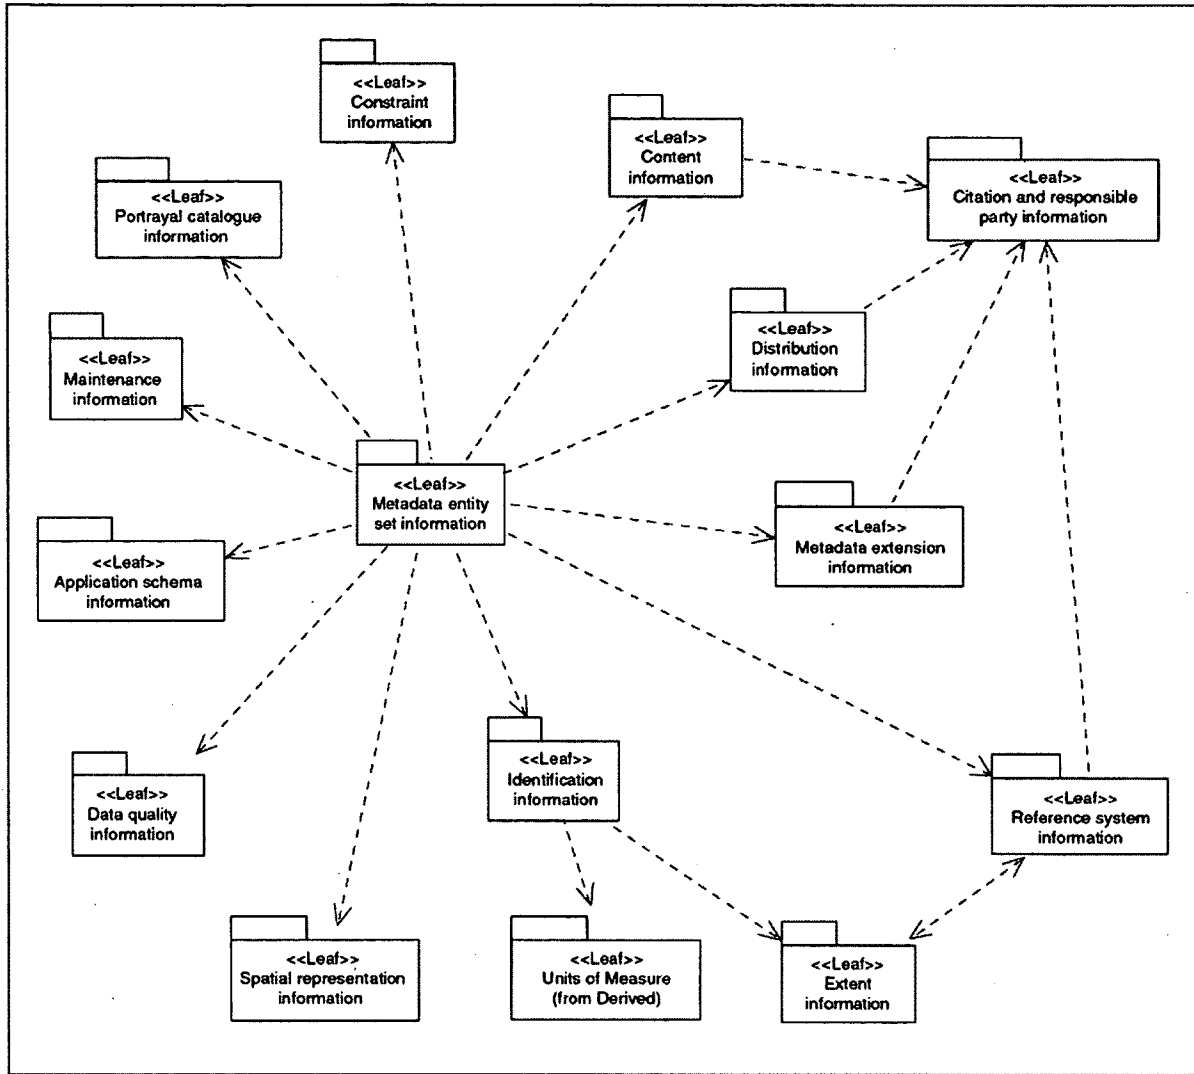 <<Leaf>>
Constraint
information
<<Leaf>>
Content
information
<<Leaf>>
Citation and responsible
party information
<<Leaf>>
Portrayal catalogue
information
<<Leaf>>
Distribution
information
<<Leaf>>
Maintenance
information
<<Leaf>>
Metadata entity
set information
<<Leaf>>
Metadata extension
information
<<Leaf>>
Application schema
information
<<Leaf>>
Identification
information
<<Leaf>>
Data quality
information
<<Leaf>>
Reference system
information
<<Leaf>>
Spatial representation
information
<<Leaf>>
Units of Measure
(from Derived)
<<Leaf>>
Extent
information